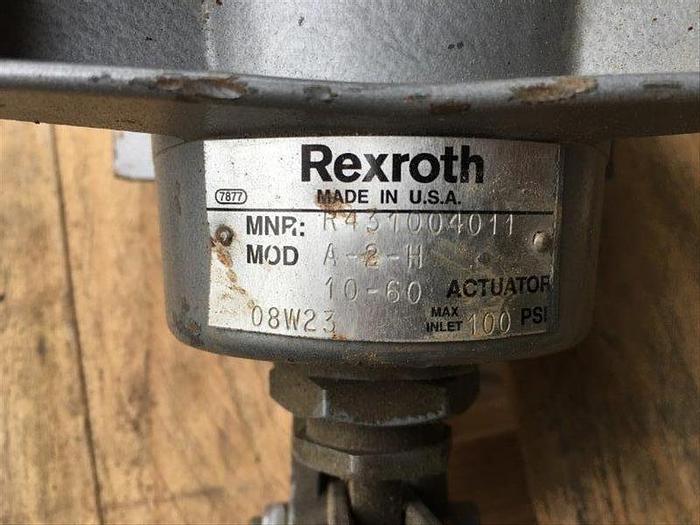 Rexroth
7877 MADE IN U.S.A.
MNR: R431004011
MOD A-2-H
10-60 ACTUATOR
08W23 MAX INLET 100 PSI